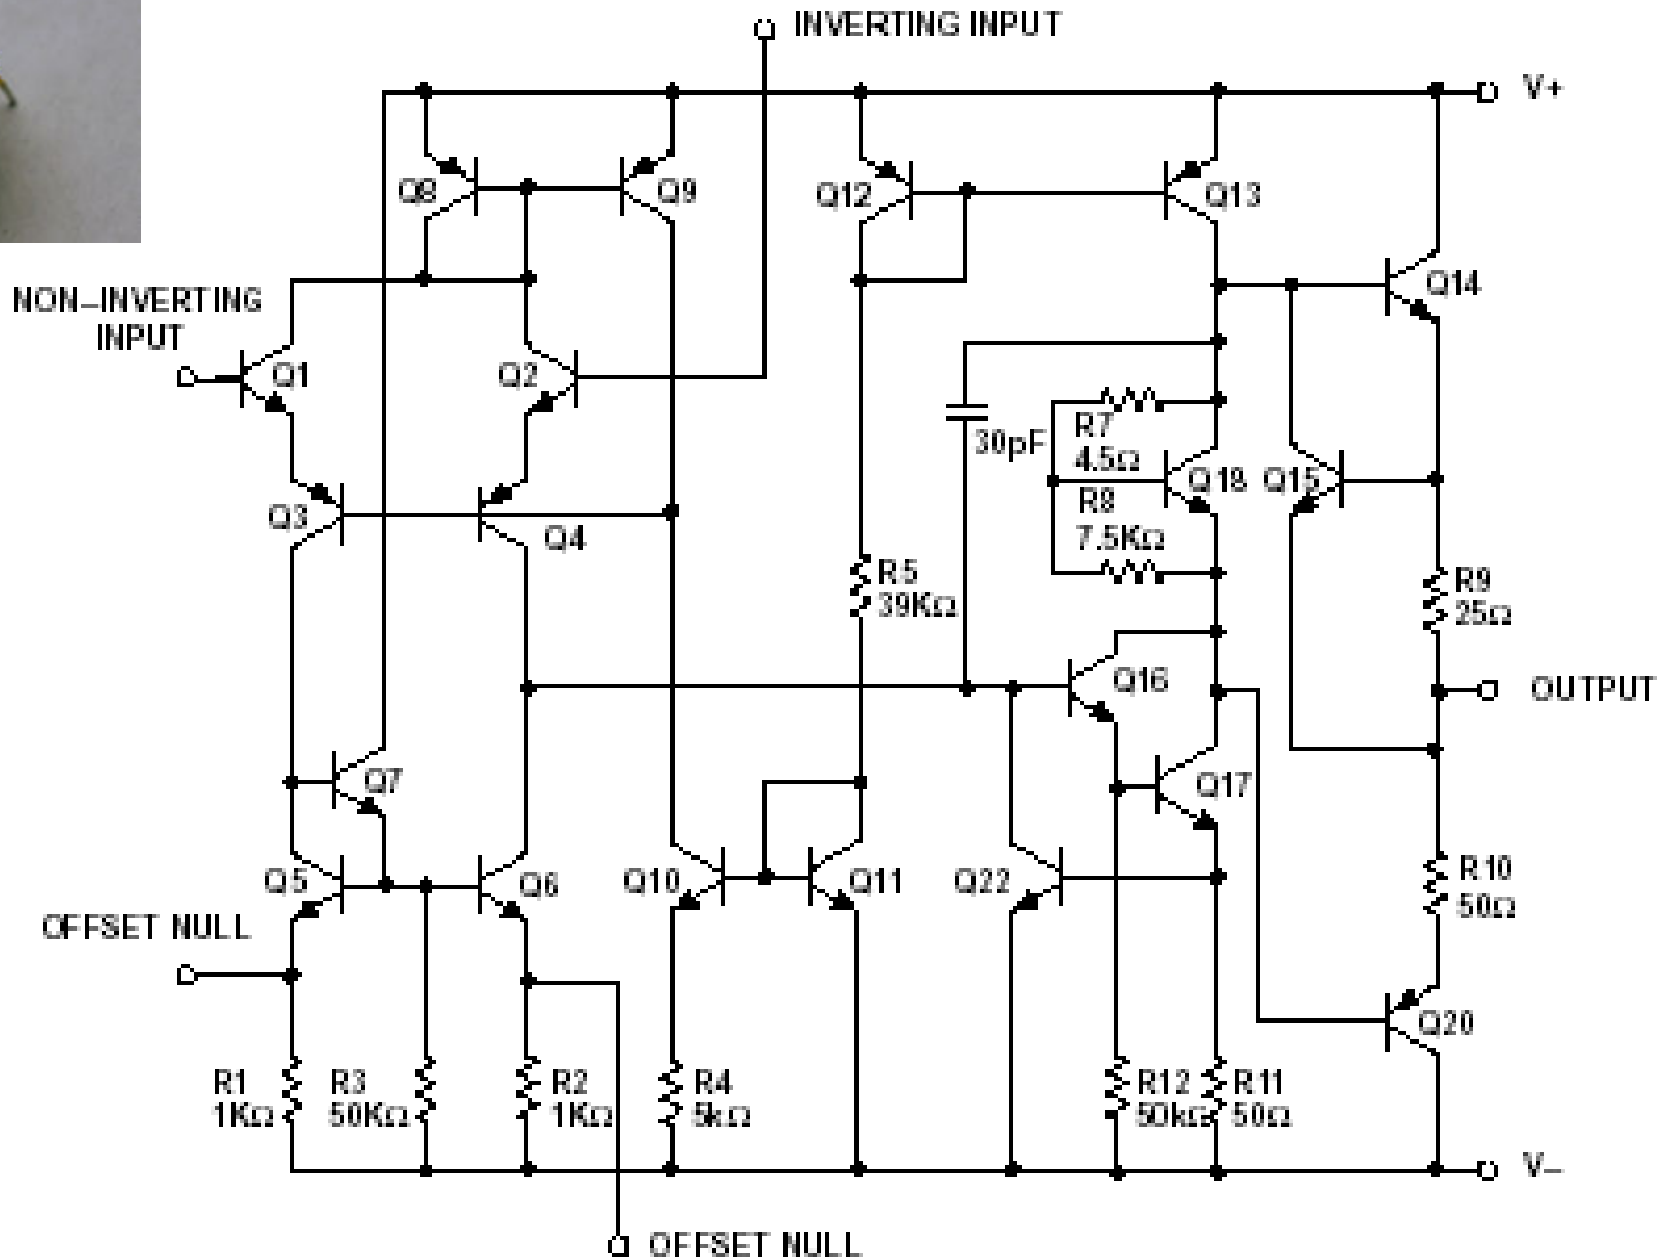 INVERTING INPUT
V+
Q8
Q9
Q12
Q13
Q14
NON–INVERTING
INPUT
Q1
Q2
30pF
R7
4.5Ω
Q18
Q15
R8
7.5KΩ
Q3
Q4
R5
39KΩ
R9
25Ω
Q16
OUTPUT
Q7
Q17
Q5
Q6
Q10
Q11
Q22
R10
50Ω
OFFSET NULL
Q20
R1
1KΩ
R3
50KΩ
R2
1KΩ
R4
5kΩ
R12
50kΩ
R11
50Ω
V–
OFFSET NULL